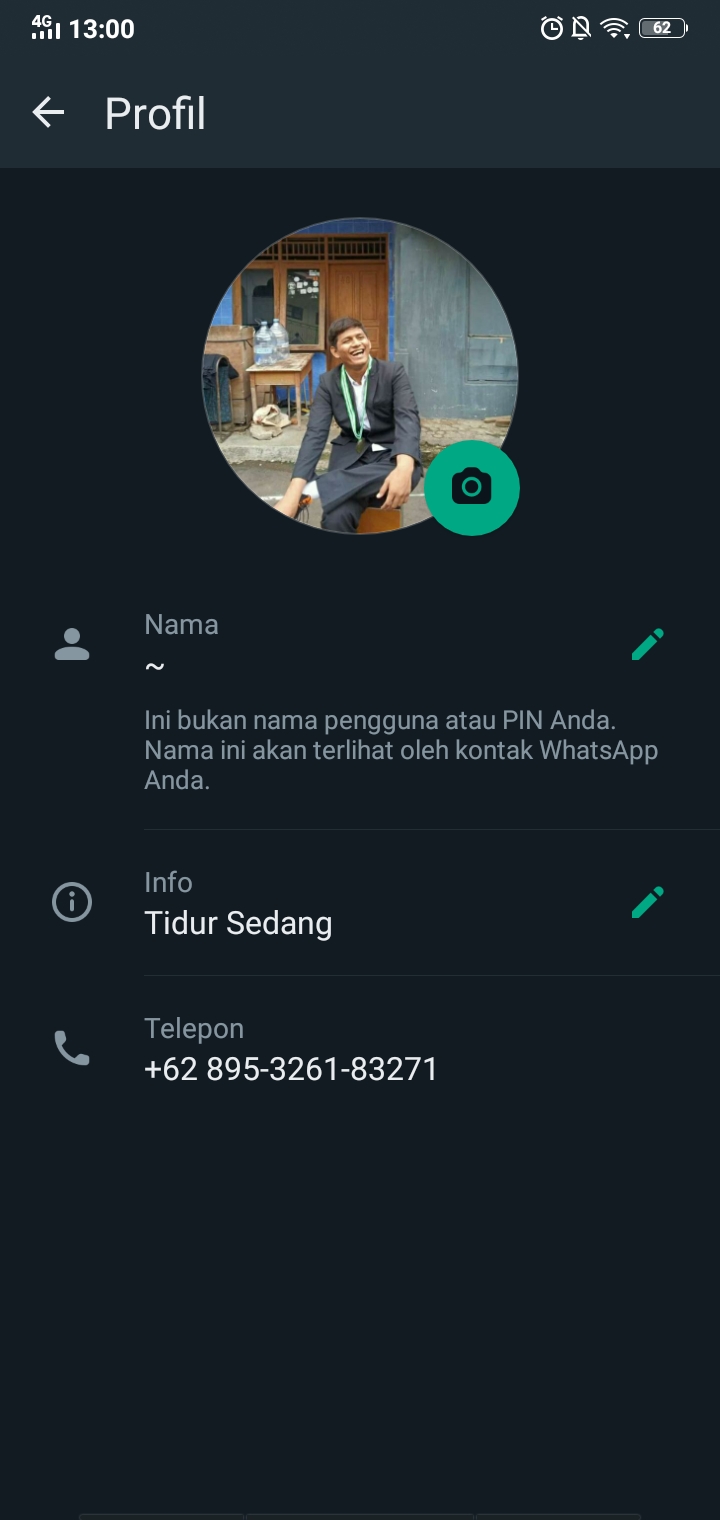 4G 13:00 62
Profil
Nama
~
Ini bukan nama pengguna atau PIN Anda.
Nama ini akan terlihat oleh kontak WhatsApp
Anda.
Info
Tidur Sedang
Telepon
+62 895-3261-83271